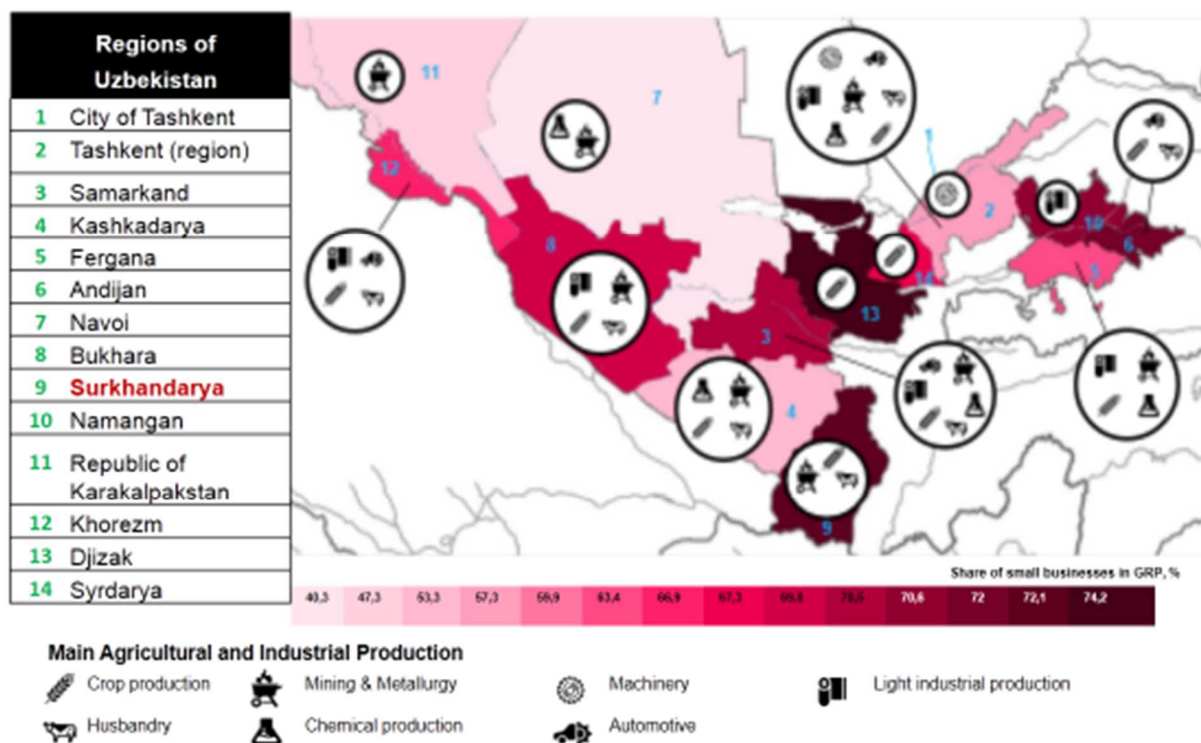 Regions of
Uzbekistan
1 City of Tashkent
2 Tashkent (region)
3 Samarkand
4 Kashkadarya
5 Fergana
6 Andijan
7 Navoi
8 Bukhara
9 Surkhandarya
10 Namangan
11 Republic of
Karakalpakstan
12 Khorezm
13 Djizak
14 Syrdarya
11
7
1
12
2
10
6
8
5
14
13
3
4
9
Share of small businesses in GRP, %
40,3 47,3 53,3 57,3 59,9 63,4 66,9 67,3 70,6 72 72,1 74,2
Main Agricultural and Industrial Production
Crop production Mining & Metallurgy Machinery Light industrial production
Husbandry Chemical production Automotive